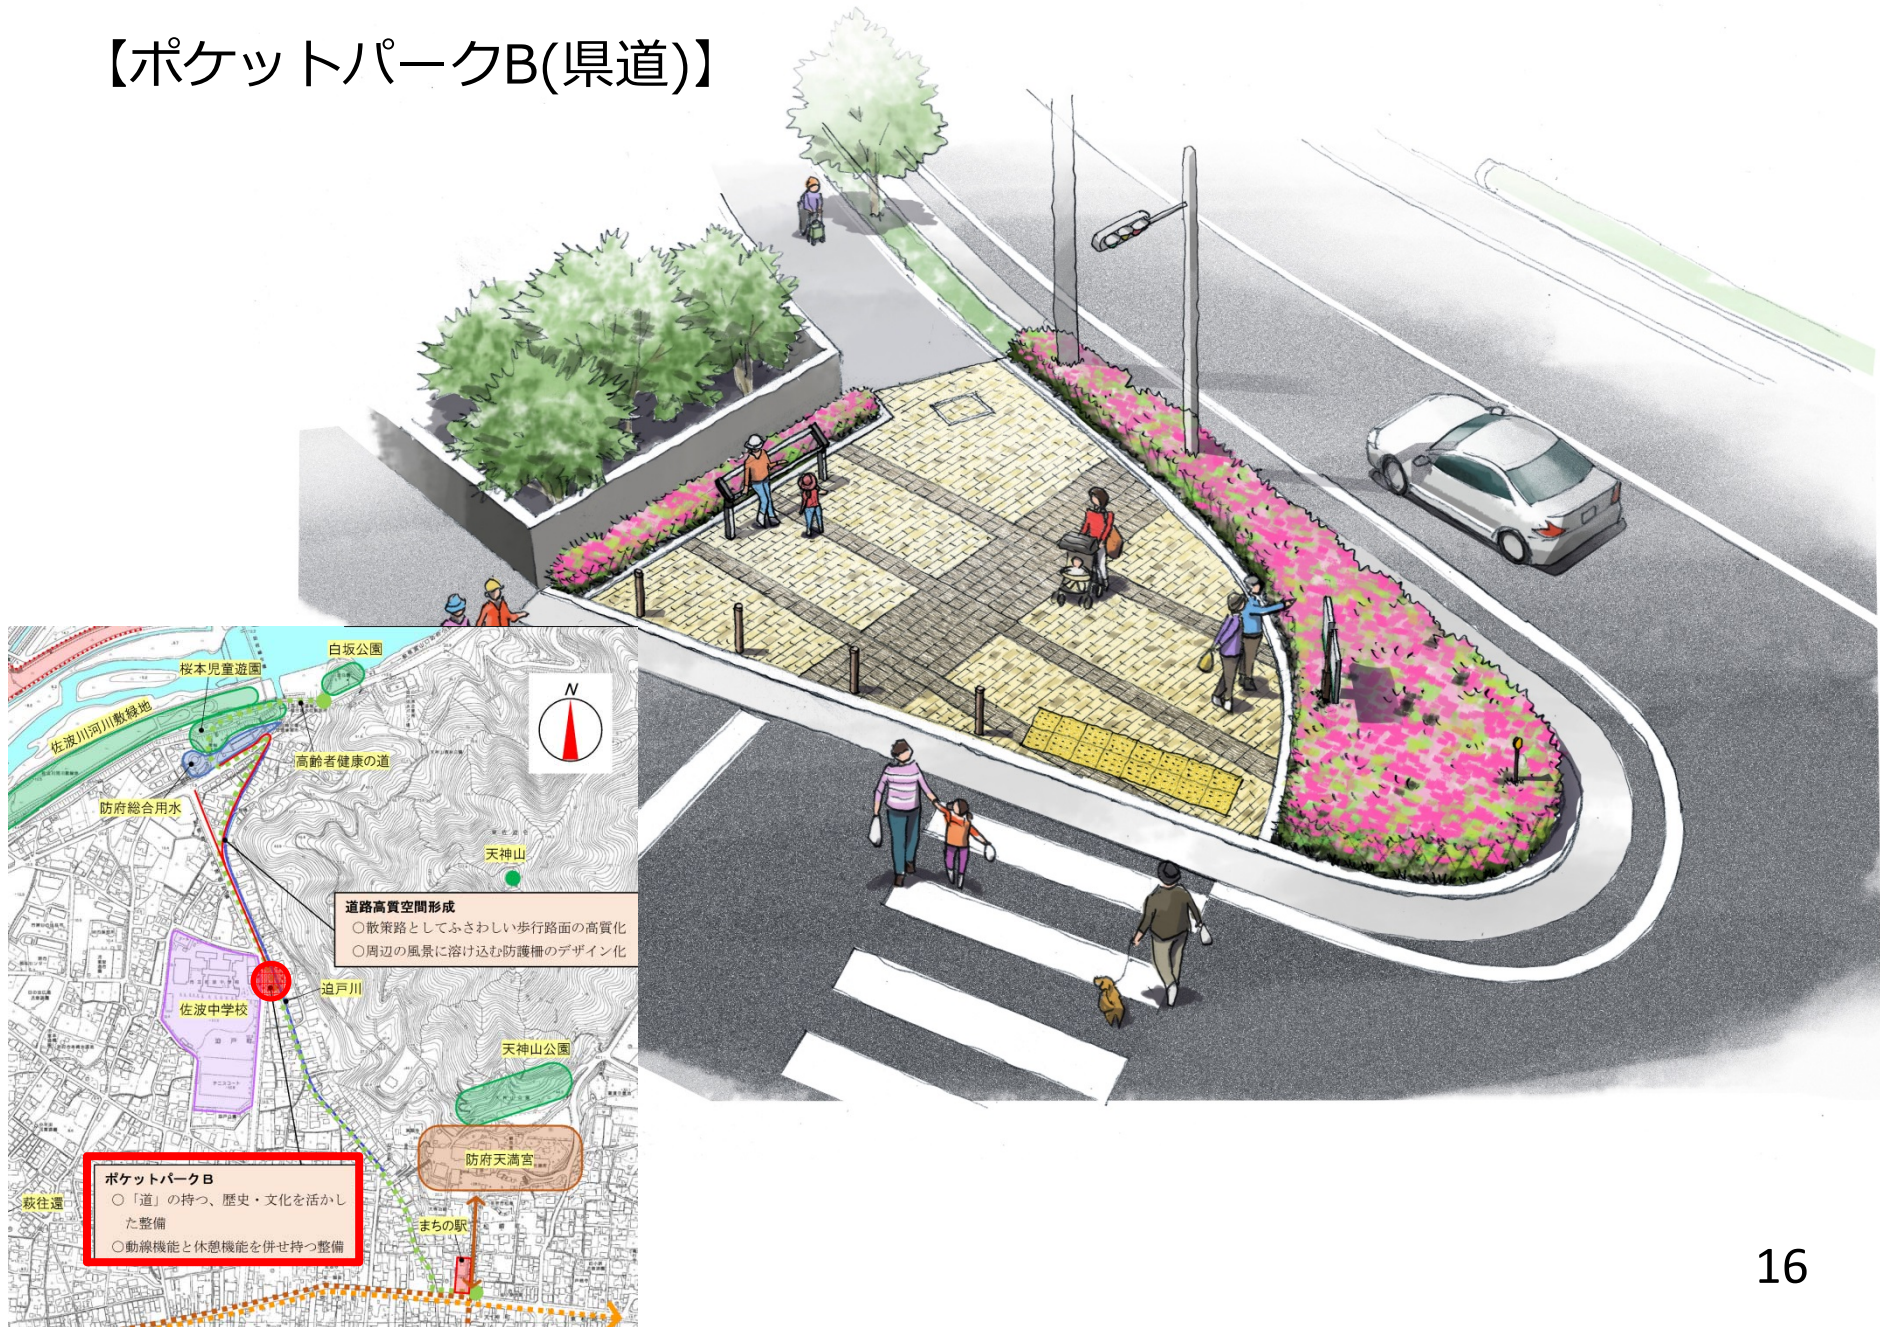 【ポケットパークB(県道)】
白坂公園
桜本児童遊園
N
佐波川河川敷緑地
高齢者健康の道
防府総合用水
天神山
道路高質空間形成
○散策路としてふさわしい歩行路面の高質化
○周辺の風景に溶け込む防護柵のデザイン化
迫戸川
佐波中学校
天神山公園
防府天満宮
ポケットパークB
○「道」の持つ、歴史・文化を活かし
た整備
○動線機能と休憩機能を併せ持つ整備
萩往還
まちの駅
16